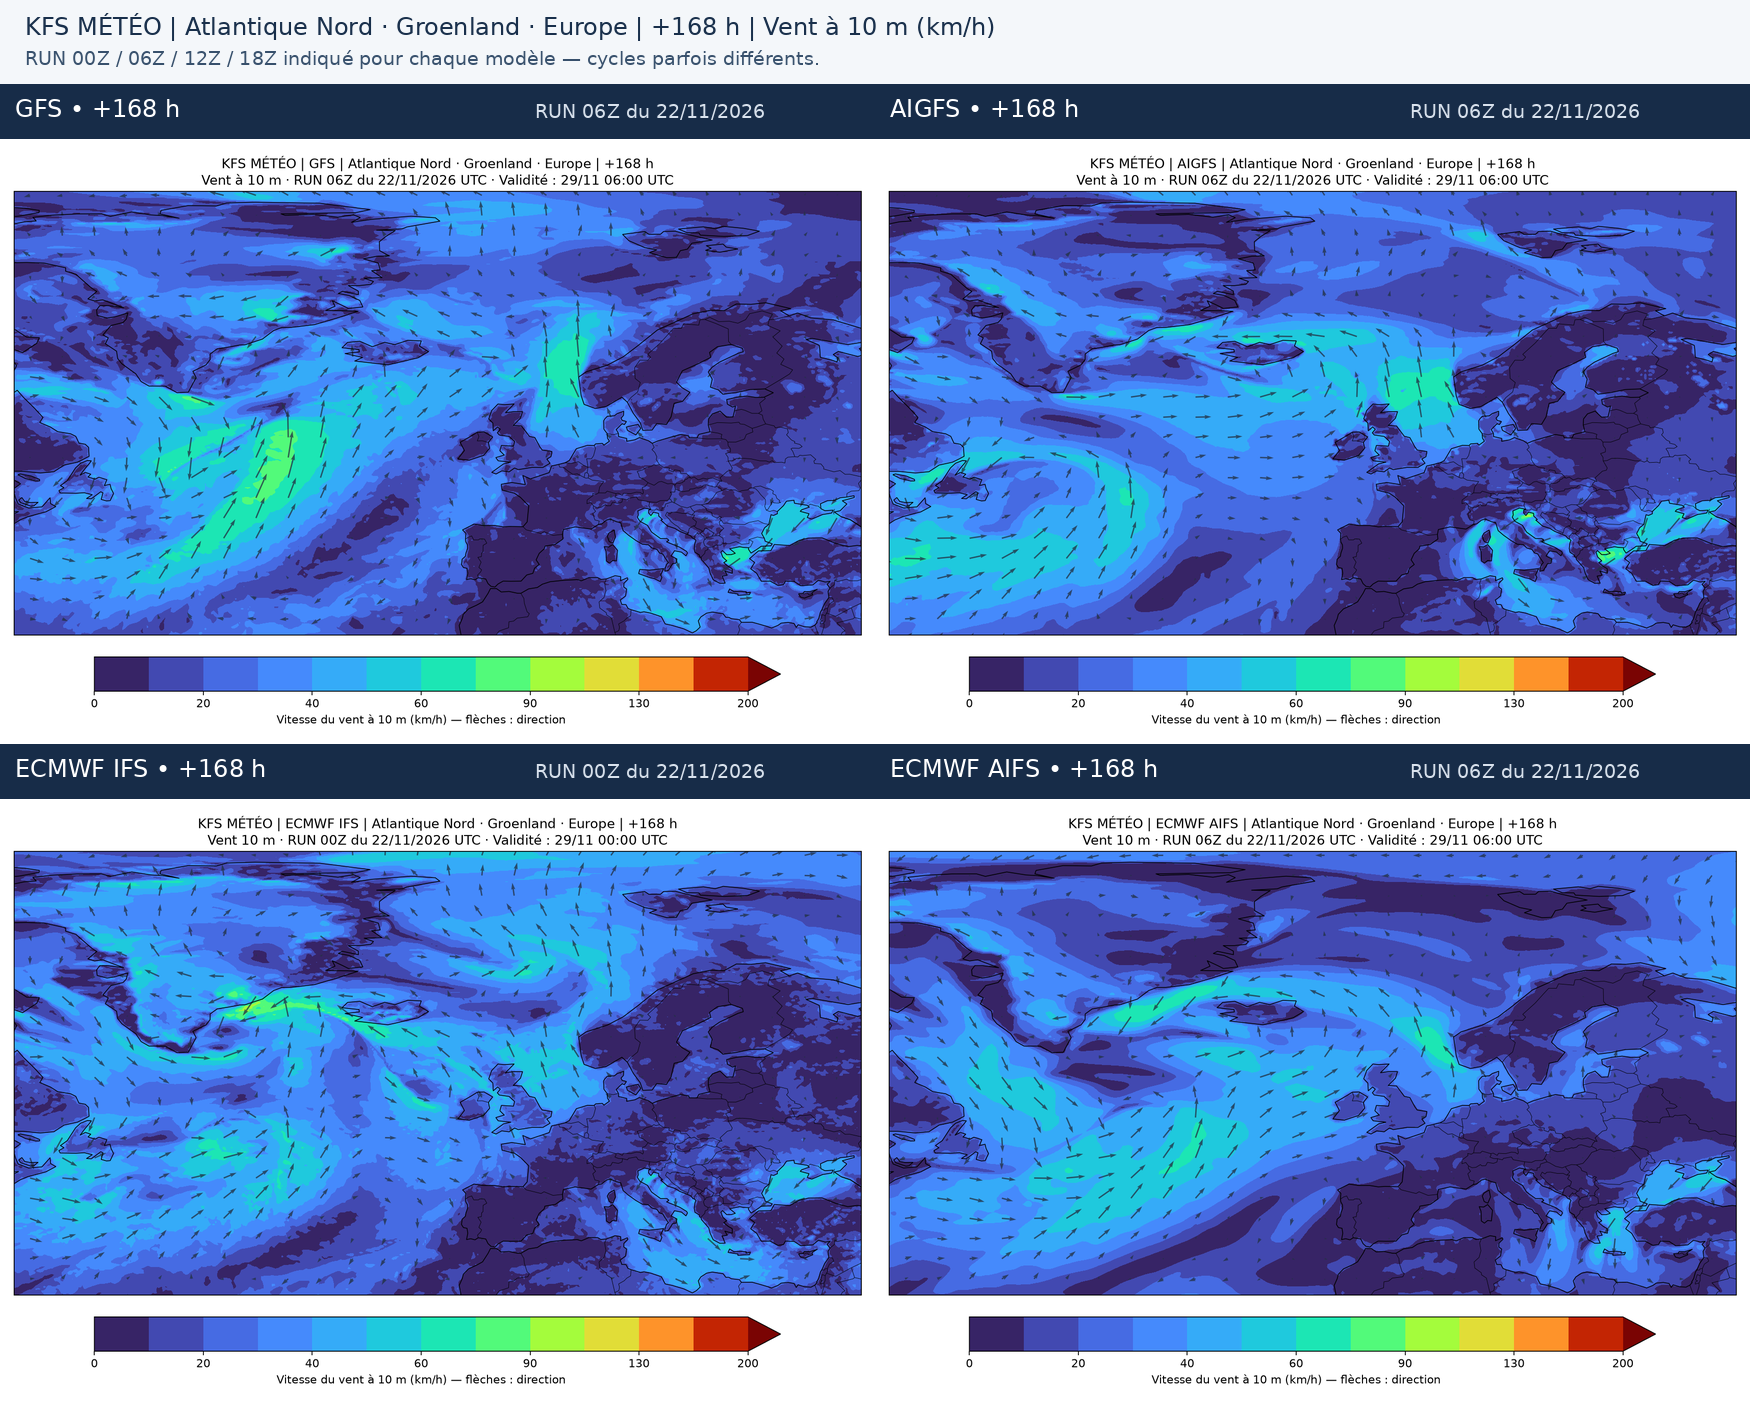 KFS MÉTÉO | Atlantique Nord · Groenland · Europe | +168 h | Vent à 10 m (km/h)
RUN 00Z / 06Z / 12Z / 18Z indiqué pour chaque modèle — cycles parfois différents.
GFS • +168 h RUN 06Z du 22/11/2026
KFS MÉTÉO | GFS | Atlantique Nord · Groenland · Europe | +168 h
Vent à 10 m · RUN 06Z du 22/11/2026 UTC · Validité : 29/11 06:00 UTC
0 20 40 60 90 130 200
Vitesse du vent à 10 m (km/h) — flèches : direction
AIGFS • +168 h RUN 06Z du 22/11/2026
KFS MÉTÉO | AIGFS | Atlantique Nord · Groenland · Europe | +168 h
Vent à 10 m · RUN 06Z du 22/11/2026 UTC · Validité : 29/11 06:00 UTC
0 20 40 60 90 130 200
Vitesse du vent à 10 m (km/h) — flèches : direction
ECMWF IFS • +168 h RUN 00Z du 22/11/2026
KFS MÉTÉO | ECMWF IFS | Atlantique Nord · Groenland · Europe | +168 h
Vent 10 m · RUN 00Z du 22/11/2026 UTC · Validité : 29/11 00:00 UTC
0 20 40 60 90 130 200
Vitesse du vent à 10 m (km/h) — flèches : direction
ECMWF AIFS • +168 h RUN 06Z du 22/11/2026
KFS MÉTÉO | ECMWF AIFS | Atlantique Nord · Groenland · Europe | +168 h
Vent 10 m · RUN 06Z du 22/11/2026 UTC · Validité : 29/11 06:00 UTC
0 20 40 60 90 130 200
Vitesse du vent à 10 m (km/h) — flèches : direction